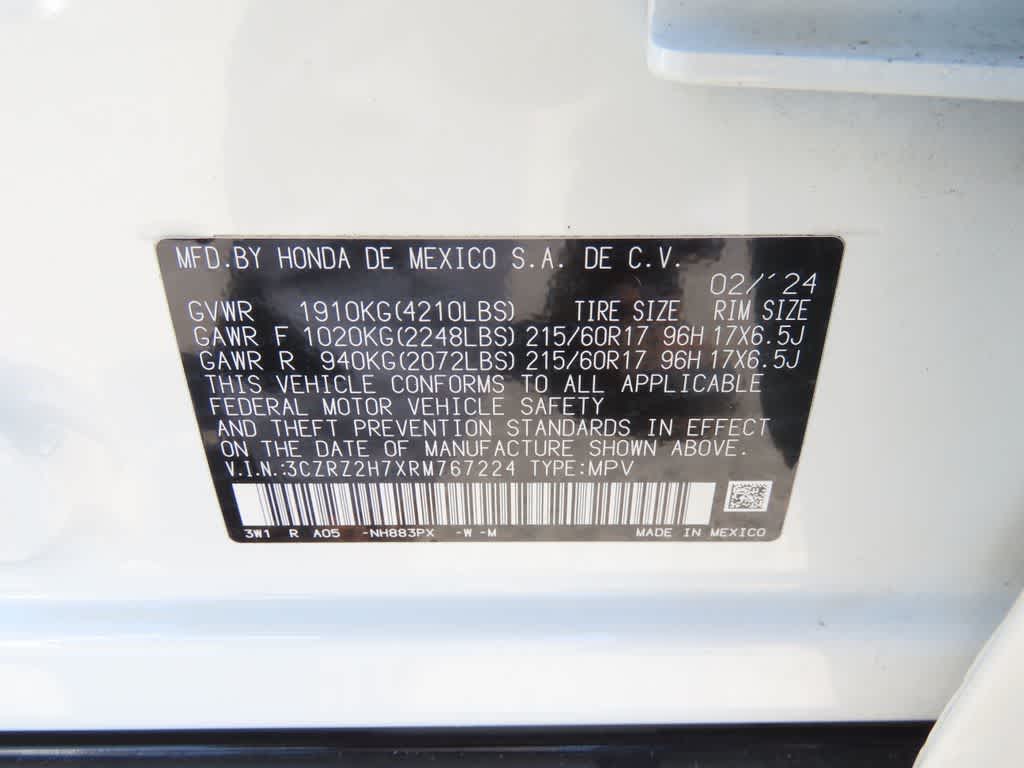 MFD.BY HONDA DE MEXICO S.A. DE C.V.
02/'24
GVWR 1910KG(4210LBS) TIRE SIZE RIM SIZE
GAWR F 1020KG(2248LBS) 215/60R17 96H 17X6.5J
GAWR R 940KG(2072LBS) 215/60R17 96H 17X6.5J
THIS VEHICLE CONFORMS TO ALL APPLICABLE
FEDERAL MOTOR VEHICLE SAFETY
AND THEFT PREVENTION STANDARDS IN EFFECT
ON THE DATE OF MANUFACTURE SHOWN ABOVE.
V.I.N.:3CZRZ2H7XRM767224 TYPE:MPV
3W1 R A05 -NH883PX -W -M MADE IN MEXICO